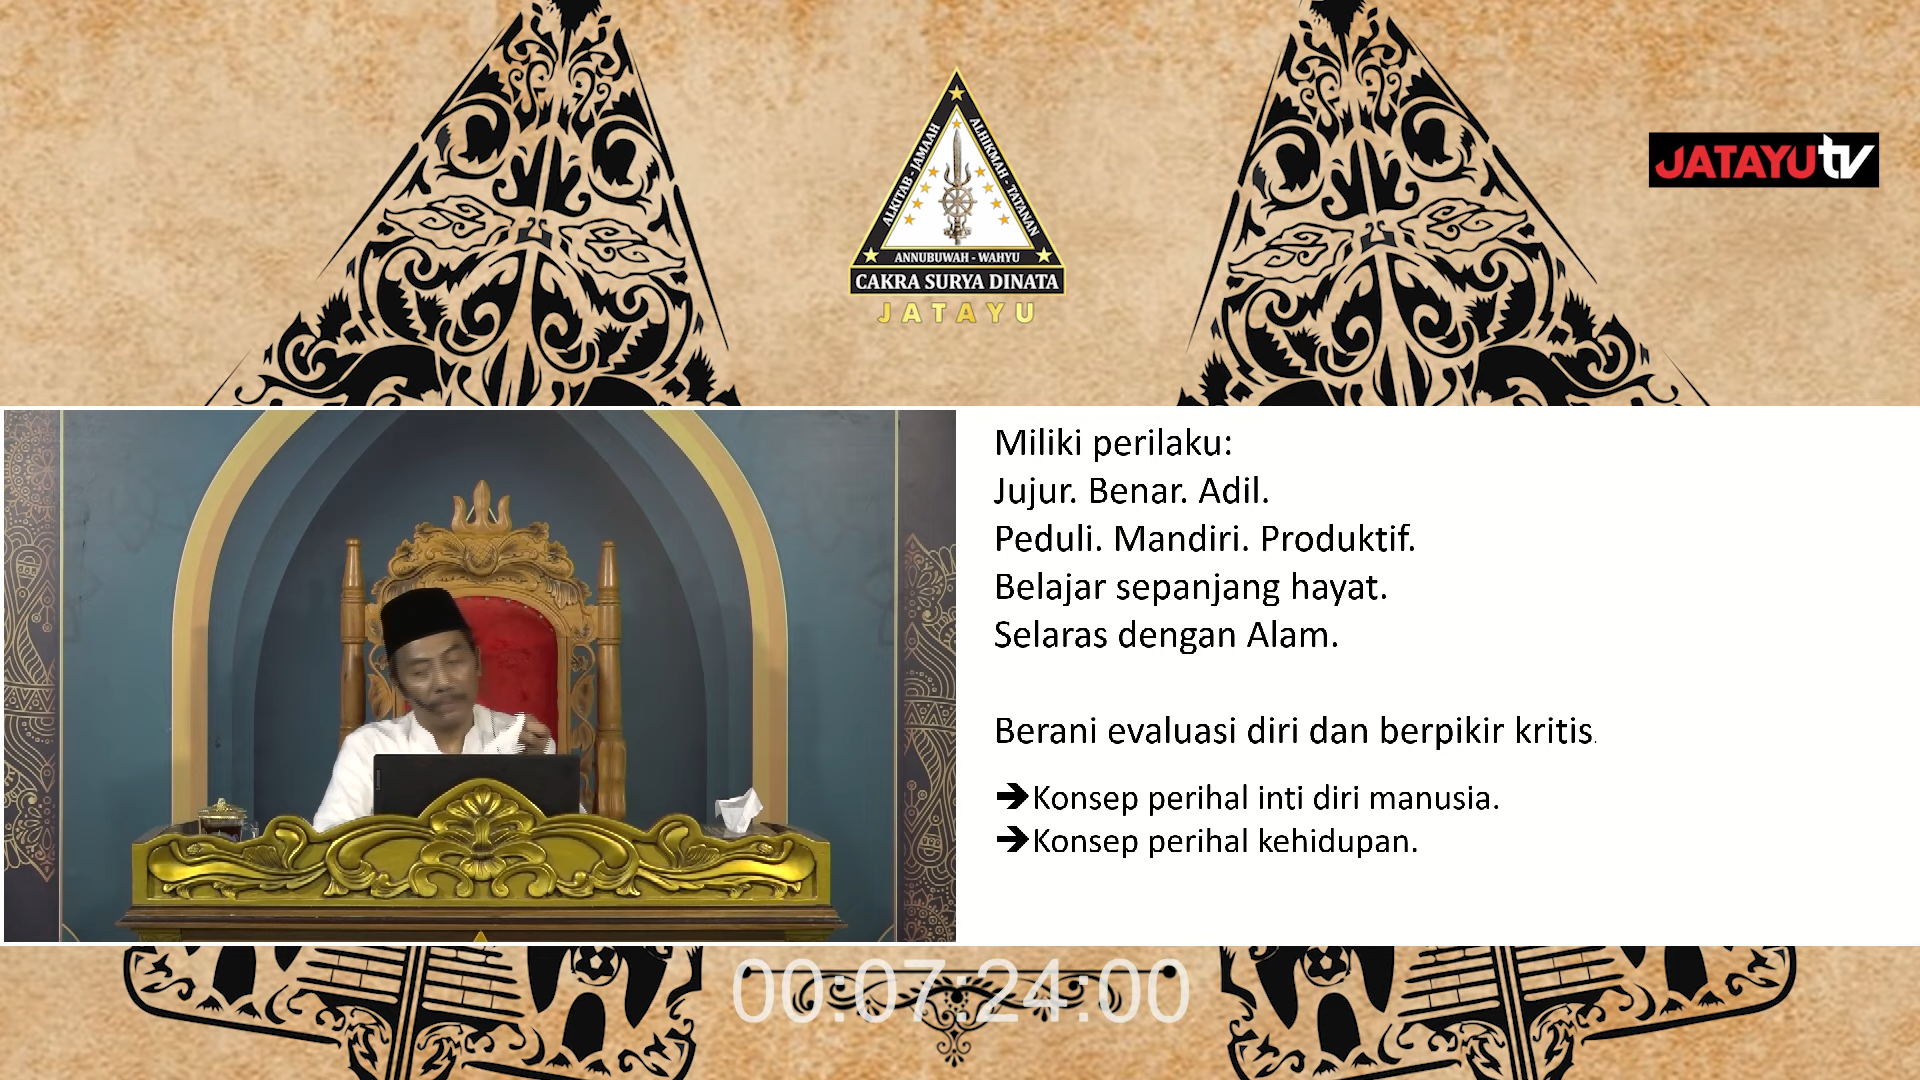 ALKITAB - JAMAAH
ALHIKMAH - TATANAN
ANNUBUWAH - WAHYU
CAKRA SURYA DINATA
JATAYU
JATAYUtv
Miliki perilaku:
Jujur. Benar. Adil.
Peduli. Mandiri. Produktif.
Belajar sepanjang hayat.
Selaras dengan Alam.
Berani evaluasi diri dan berpikir kritis.
➔Konsep perihal inti diri manusia.
➔Konsep perihal kehidupan.
00:07:24:00